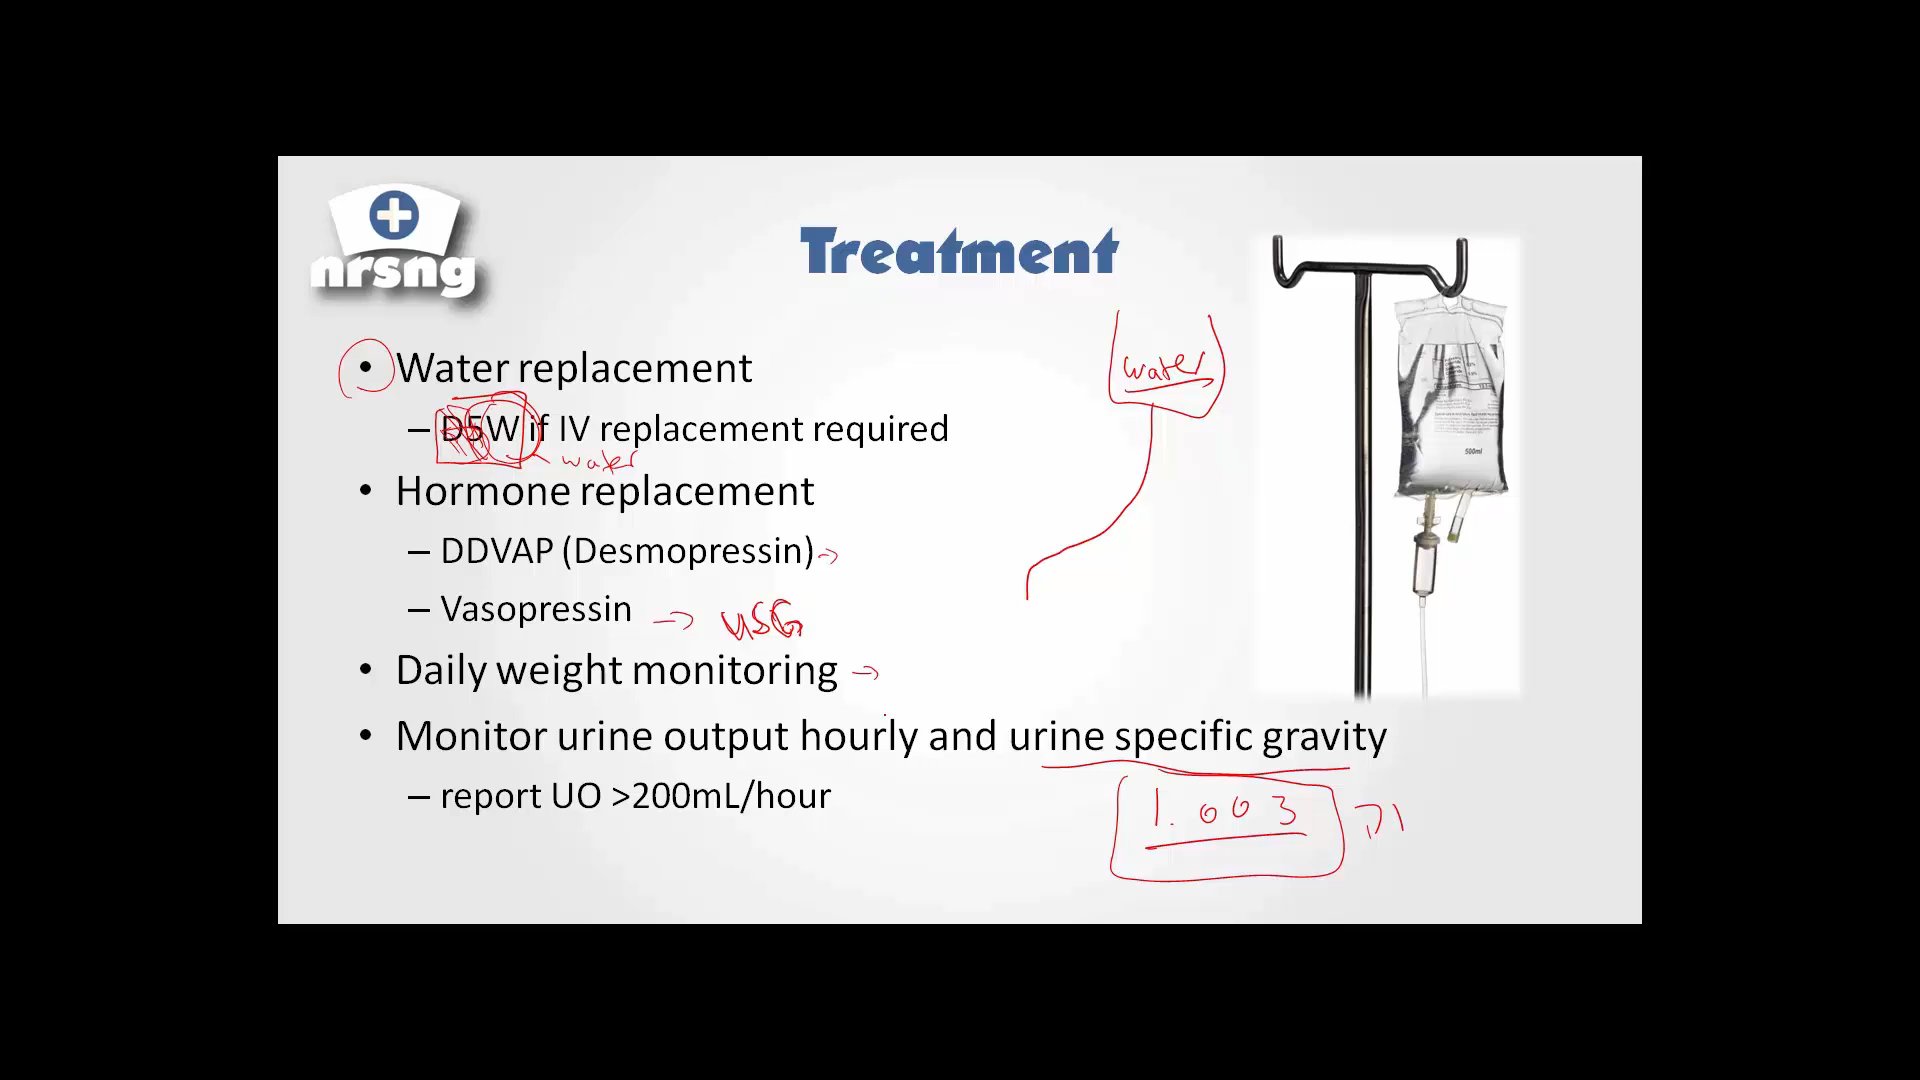 nrsng
Treatment
• Water replacement
water
– D5W if IV replacement required
water
• Hormone replacement
– DDVAP (Desmopressin)
– Vasopressin → USG
• Daily weight monitoring →
• Monitor urine output hourly and urine specific gravity
– report UO >200mL/hour
1.003
500ml